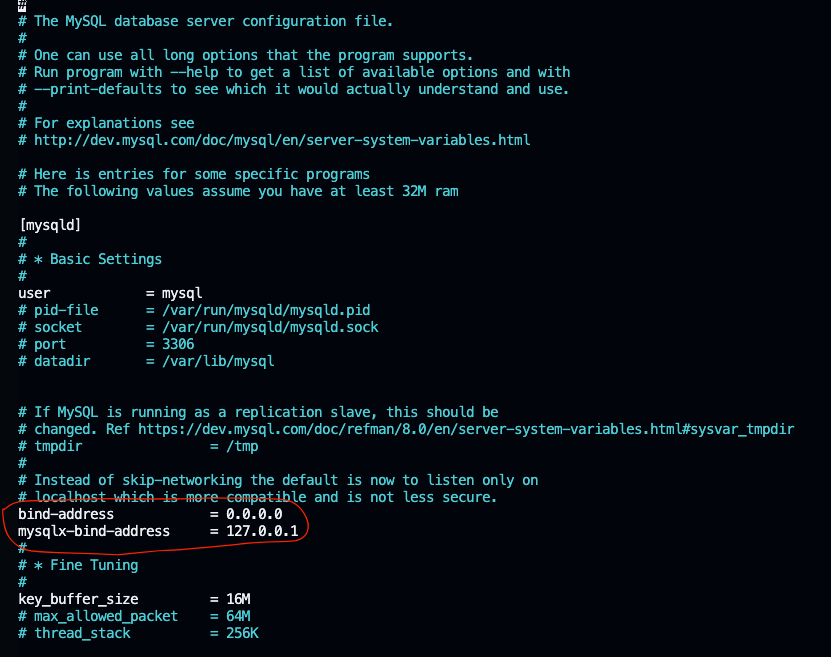 #
# The MySQL database server configuration file.
#
# One can use all long options that the program supports.
# Run program with --help to get a list of available options and with
# --print-defaults to see which it would actually understand and use.
#
# For explanations see
# http://dev.mysql.com/doc/mysql/en/server-system-variables.html
# Here is entries for some specific programs
# The following values assume you have at least 32M ram
[mysqld]
#
# * Basic Settings
#
user = mysql
# pid-file = /var/run/mysqld/mysqld.pid
# socket = /var/run/mysqld/mysqld.sock
# port = 3306
# datadir = /var/lib/mysql
# If MySQL is running as a replication slave, this should be
# changed. Ref https://dev.mysql.com/doc/refman/8.0/en/server-system-variables.html#sysvar_tmpdir
# tmpdir = /tmp
#
# Instead of skip-networking the default is now to listen only on
# localhost which is more compatible and is not less secure.
bind-address = 0.0.0.0
mysqlx-bind-address = 127.0.0.1
#
# * Fine Tuning
#
key_buffer_size = 16M
# max_allowed_packet = 64M
# thread_stack = 256K